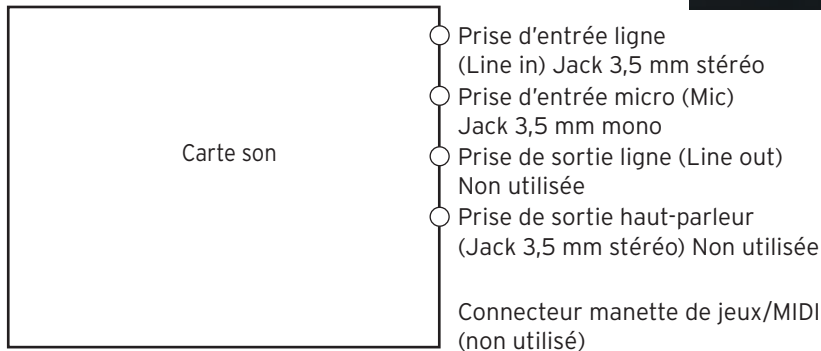 Prise d'entrée ligne
(Line in) Jack 3,5 mm stéréo
Prise d'entrée micro (Mic)
Jack 3,5 mm mono
Carte son
Prise de sortie ligne (Line out)
Non utilisée
Prise de sortie haut-parleur
(Jack 3,5 mm stéréo) Non utilisée
Connecteur manette de jeux/MIDI
(non utilisé)